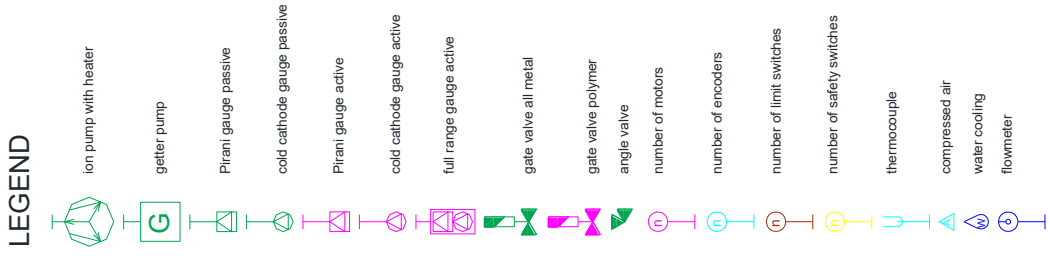 LEGEND
ion pump with heater
G
getter pump
Pirani gauge passive
cold cathode gauge passive
Pirani gauge active
cold cathode gauge active
full range gauge active
gate valve all metal
gate valve polymer
angle valve
n
number of motors
n
number of encoders
n
number of limit switches
n
number of safety switches
thermocouple
A
compressed air
W
water cooling
flowmeter